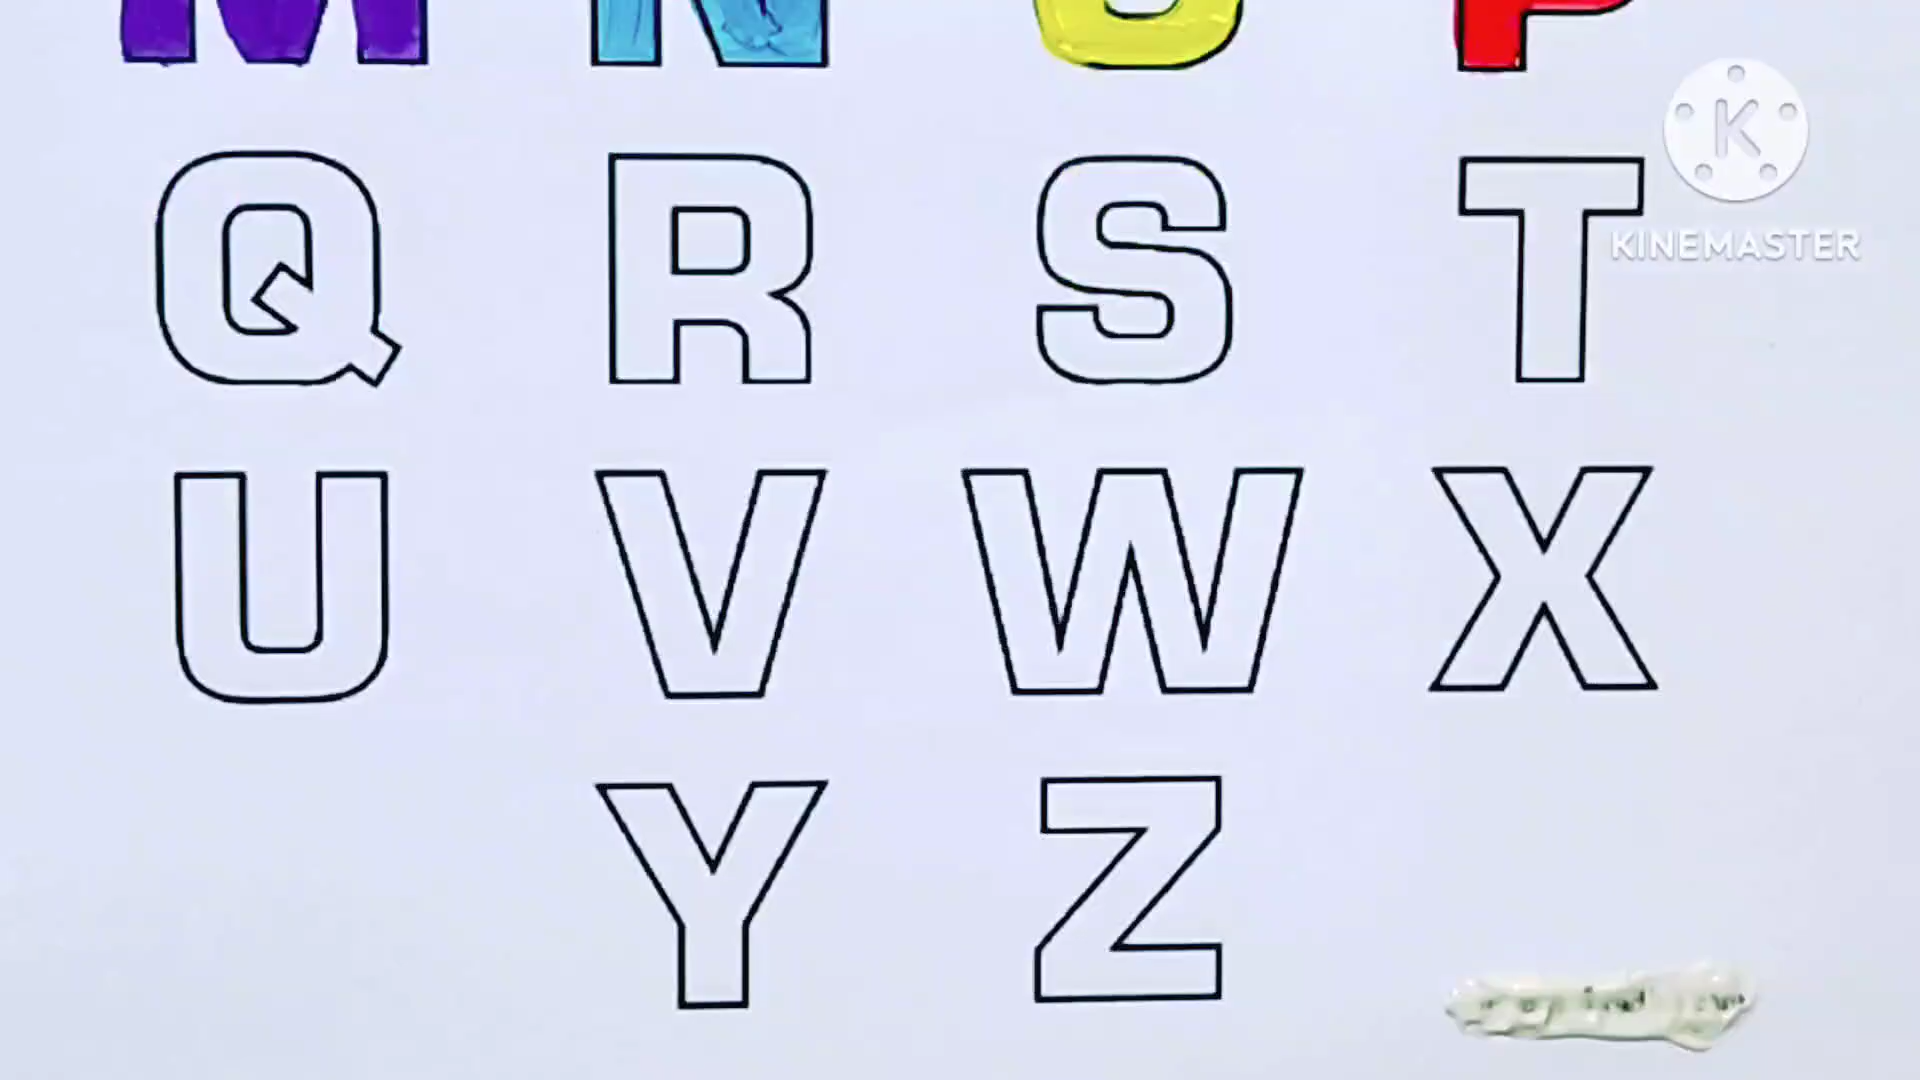 M N O P
K
Q R S T
KINEMASTER
U V W X
Y Z